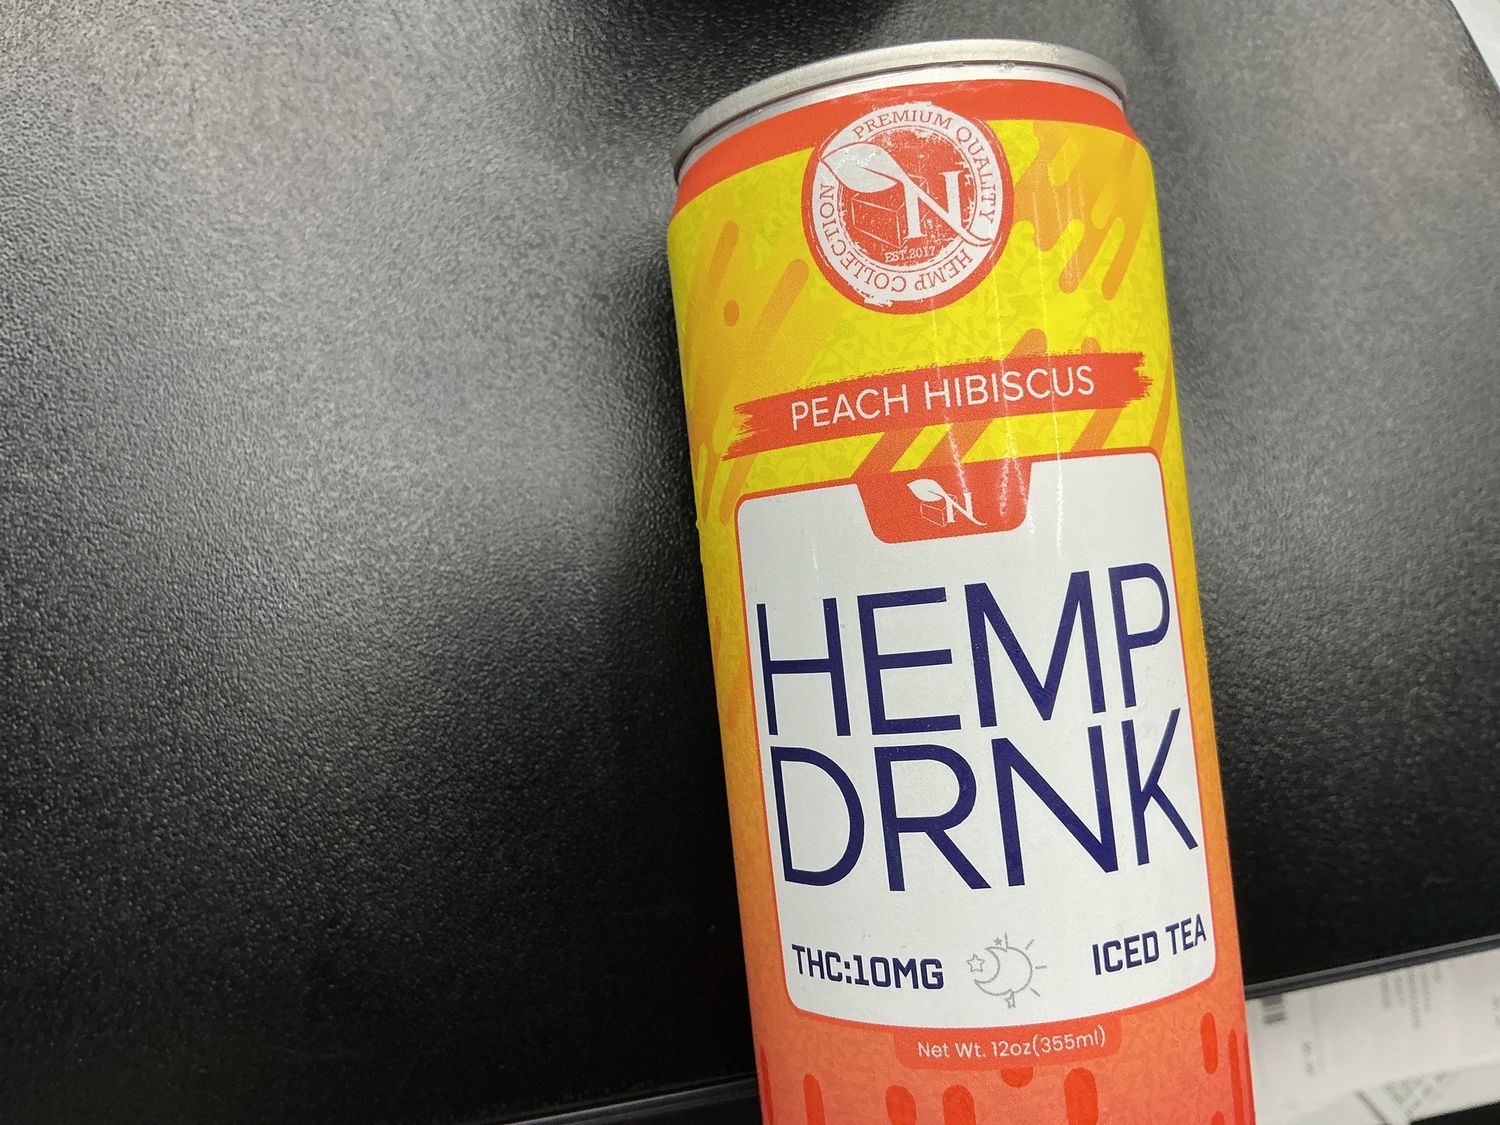 PREMIUM QUALITY
HEMP COLLECTION
N
EST.2017
PEACH HIBISCUS
N
HEMP
DRNK
THC:10MG
ICED TEA
Net Wt. 12oz(355ml)